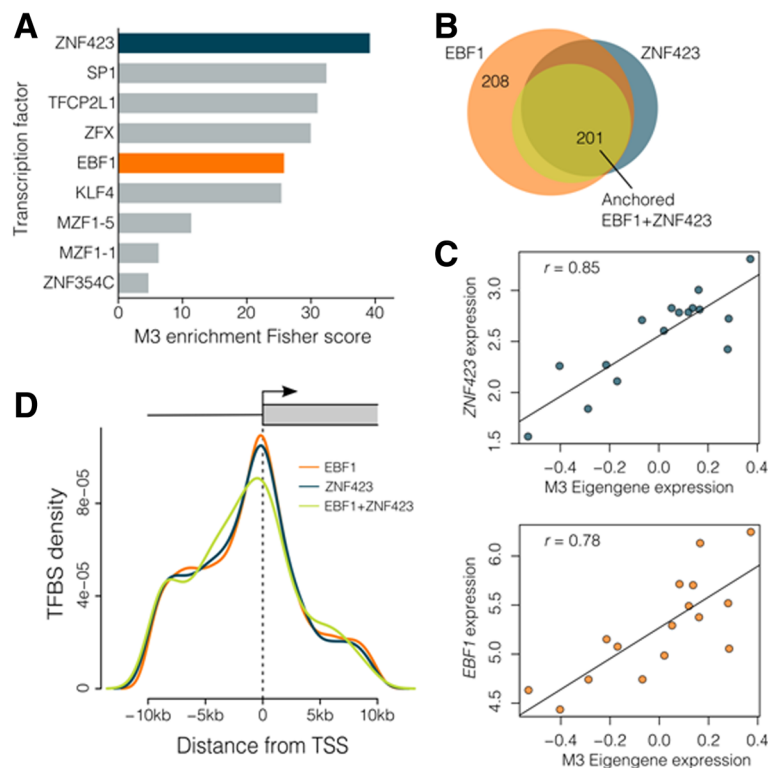 A
Transcription factor
ZNF423
SP1
TFCP2L1
ZFX
EBF1
KLF4
MZF1-5
MZF1-1
ZNF354C
0 10 20 30 40
M3 enrichment Fisher score
B
EBF1
ZNF423
208
201
Anchored
EBF1+ZNF423
C
r = 0.85
ZNF423 expression
3.0
2.5
2.0
1.5
−0.4 −0.2 0.0 0.2 0.4
M3 Eigengene expression
r = 0.78
EBF1 expression
6.0
5.5
5.0
4.5
−0.4 −0.2 0.0 0.2 0.4
M3 Eigengene expression
D
EBF1
ZNF423
EBF1+ZNF423
TFBS density
8e−05
4e−05
0
−10kb −5kb 0 5kb 10kb
Distance from TSS